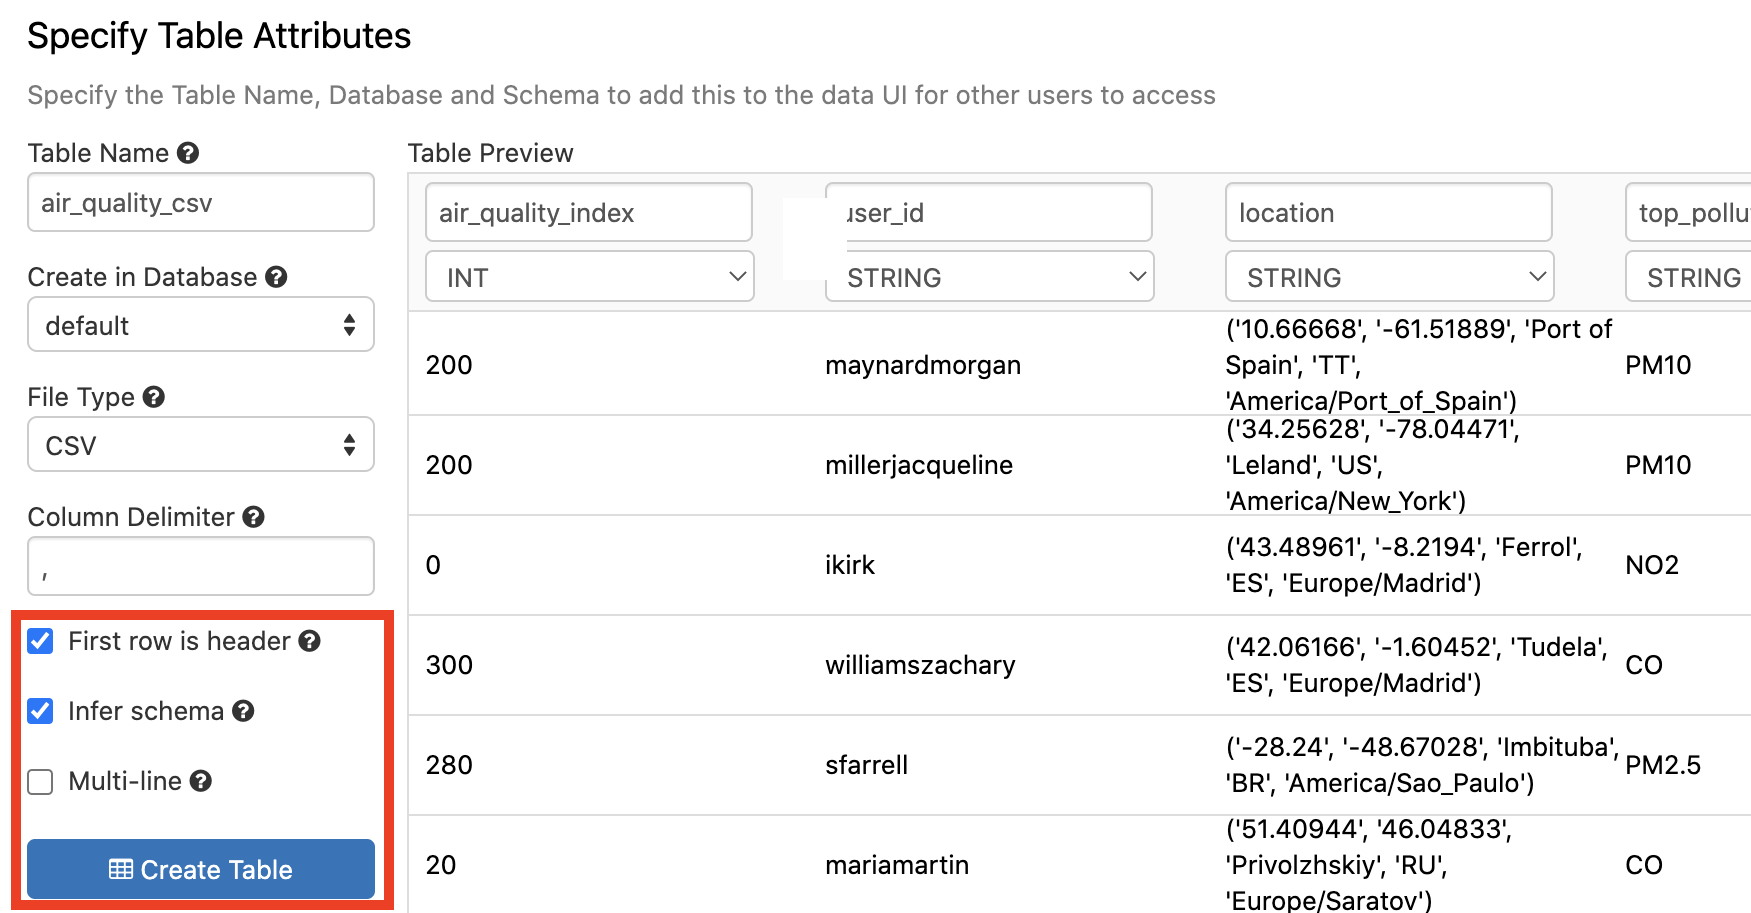 Specify Table Attributes
Specify the Table Name, Database and Schema to add this to the data UI for other users to access
Table Name
air_quality_csv
Create in Database
default
File Type
CSV
Column Delimiter
,
First row is header
Infer schema
Multi-line
Create Table
Table Preview
air_quality_index user_id location top_pollu
INT STRING STRING STRING
200 maynardmorgan ('10.66668', '-61.51889', 'Port of
Spain', 'TT',
'America/Port_of_Spain') PM10
200 millerjacqueline ('34.25628', '-78.04471',
'Leland', 'US',
'America/New_York') PM10
0 ikirk ('43.48961', '-8.2194', 'Ferrol',
'ES', 'Europe/Madrid') NO2
300 williamszachary ('42.06166', '-1.60452', 'Tudela',
'ES', 'Europe/Madrid') CO
280 sfarrell ('-28.24', '-48.67028', 'Imbituba',
'BR', 'America/Sao_Paulo') PM2.5
20 mariamartin ('51.40944', '46.04833',
'Privolzhskiy', 'RU',
'Europe/Saratov') CO